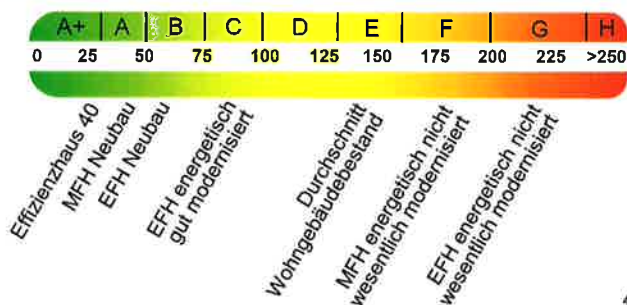 A+ A B C D E F G H
0 25 50 75 100 125 150 175 200 225 >250
Effizienzhaus 40
MFH Neubau
EFH Neubau
EFH energetisch
gut modernisiert
Durchschnitt
Wohngebäudebestand
MFH energetisch nicht
wesentlich modernisiert
EFH energetisch nicht
wesentlich modernisiert